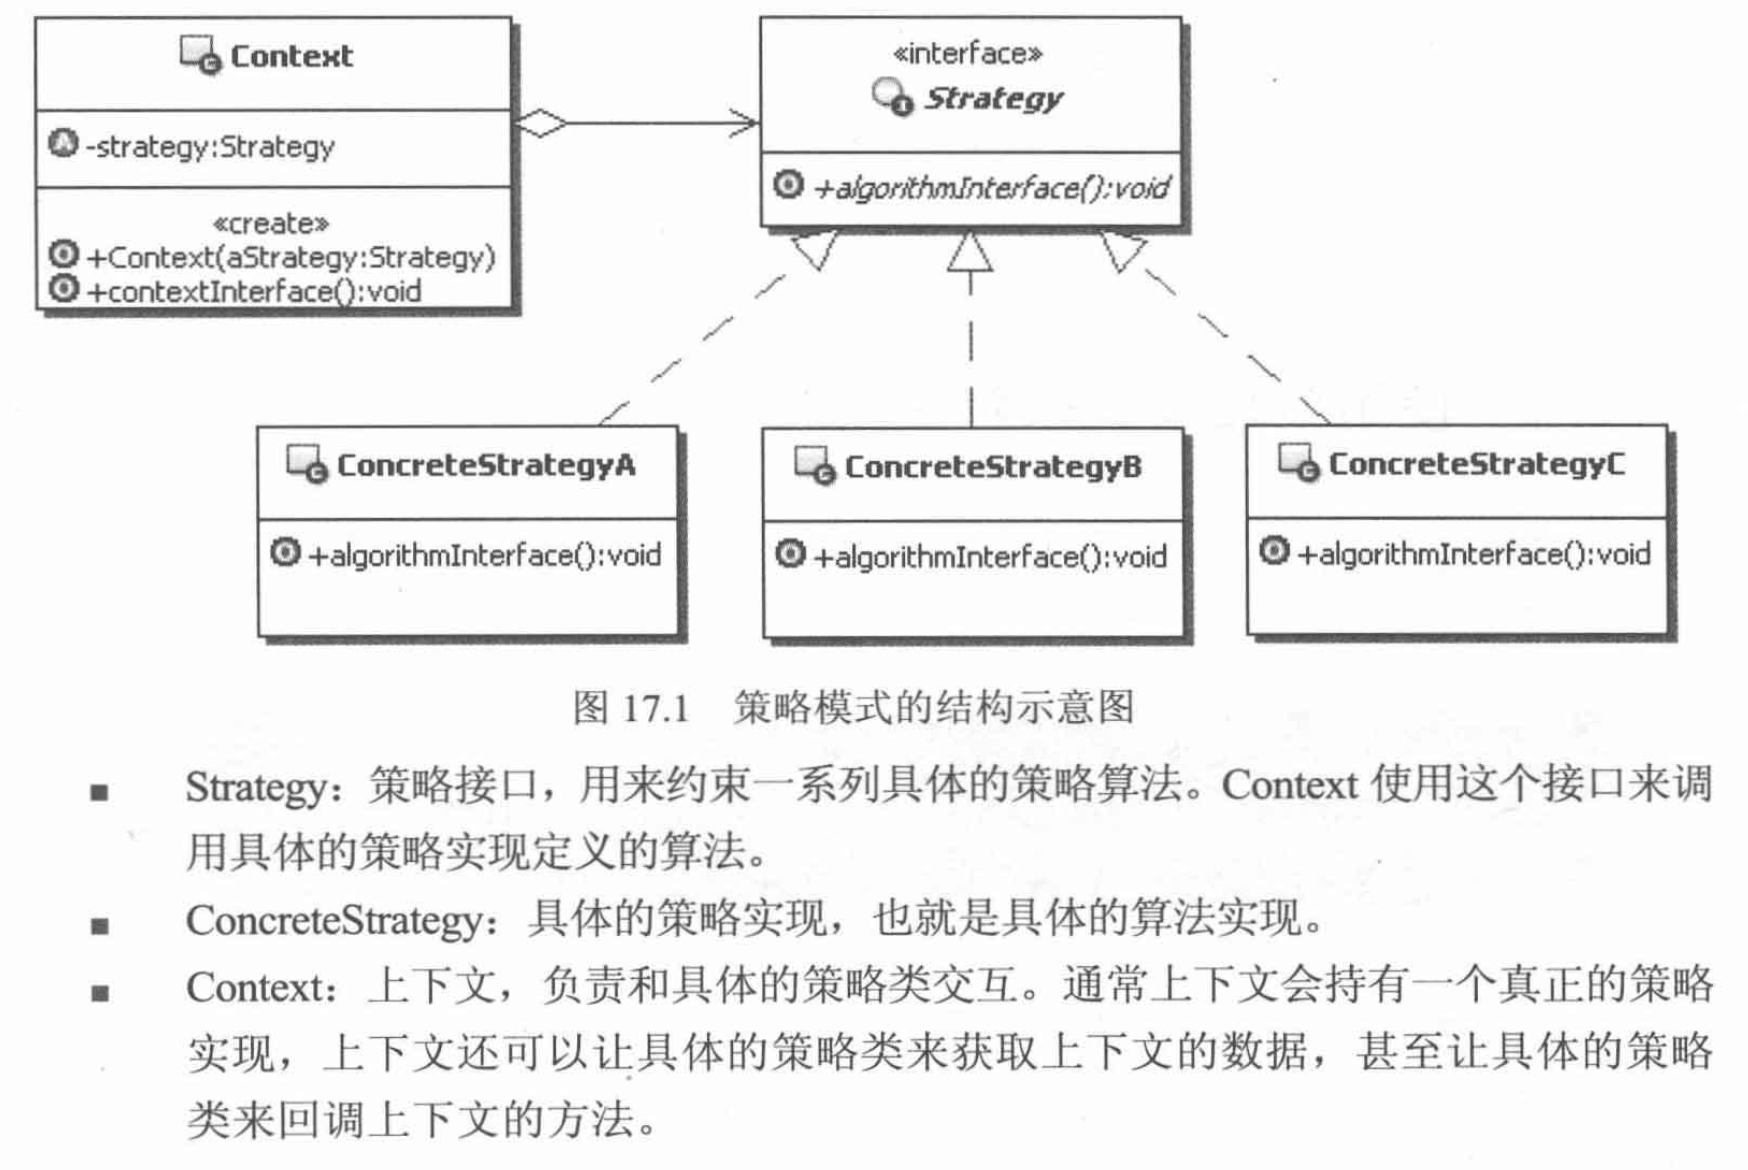 Context
-strategy:Strategy
«create»
+Context(aStrategy:Strategy)
+contextInterface():void
«interface»
Strategy
+algorithmInterface():void
ConcreteStrategyA
+algorithmInterface():void
ConcreteStrategyB
+algorithmInterface():void
ConcreteStrategyC
+algorithmInterface():void
图 17.1 策略模式的结构示意图
■ Strategy：策略接口，用来约束一系列具体的策略算法。Context 使用这个接口来调
用具体的策略实现定义的算法。
■ ConcreteStrategy：具体的策略实现，也就是具体的算法实现。
■ Context：上下文，负责和具体的策略类交互。通常上下文会持有一个真正的策略
实现，上下文还可以让具体的策略类来获取上下文的数据，甚至让具体的策略
类来回调上下文的方法。